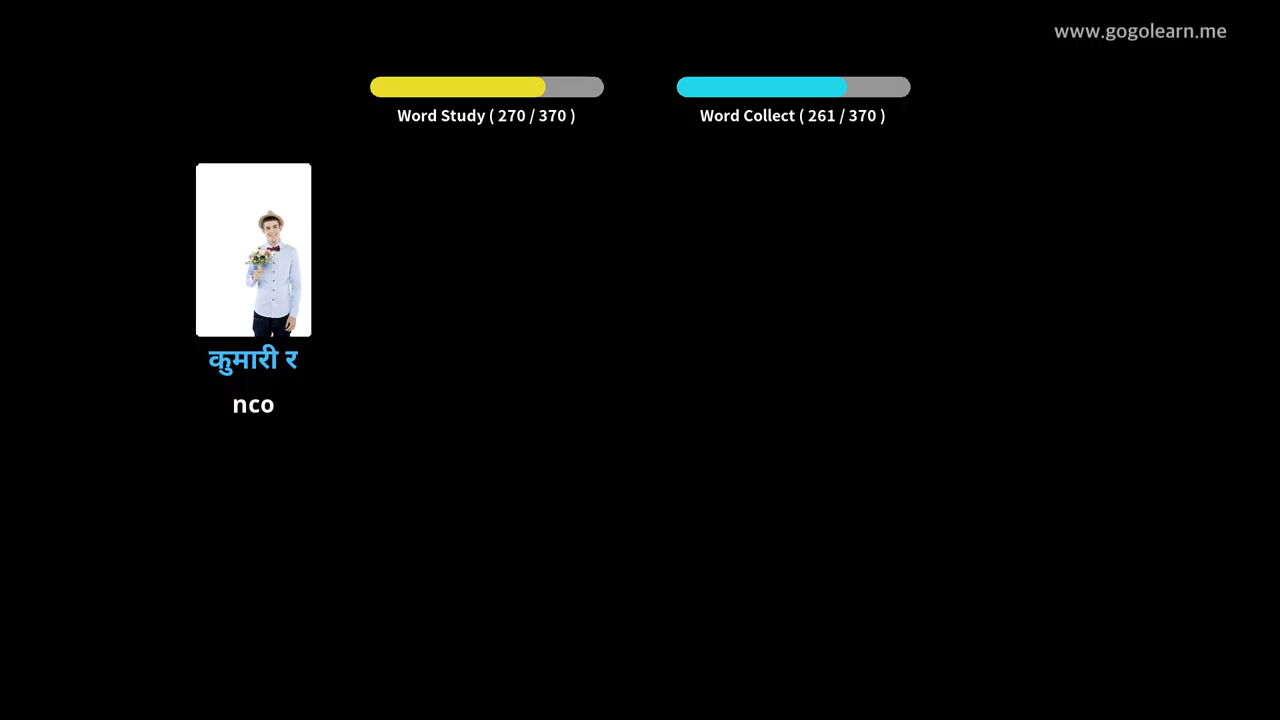 www.gogolearn.me
Word Study ( 270 / 370 )
Word Collect ( 261 / 370 )
कुमारी र
nco